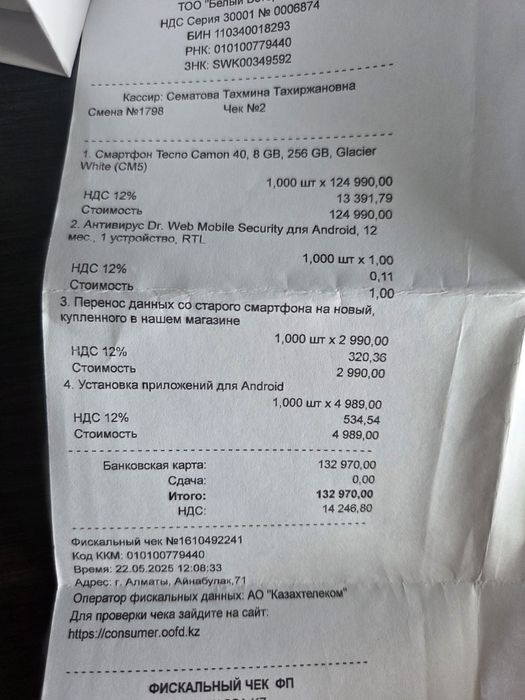 ТОО "Белый
НДС Серия 30001 № 0006874
БИН 110340018293
РНК: 010100779440
ЗНК: SWK00349592
Кассир: Сематова Тахмина Тахиржановна
Смена №1798 Чек №2
1. Смартфон Tecno Camon 40, 8 GB, 256 GB, Glacier
White (CM5)
1,000 шт x 124 990,00
НДС 12% 13 391,79
Стоимость 124 990,00
2. Антивирус Dr. Web Mobile Security для Android, 12
мес., 1 устройство, RTL
1,000 шт x 1,00
НДС 12% 0,11
Стоимость 1,00
3. Перенос данных со старого смартфона на новый,
купленного в нашем магазине
1,000 шт x 2 990,00
НДС 12% 320,36
Стоимость 2 990,00
4. Установка приложений для Android
1,000 шт x 4 989,00
НДС 12% 534,54
Стоимость 4 989,00
Банковская карта: 132 970,00
Сдача: 0,00
Итого: 132 970,00
НДС: 14 246,80
Фискальный чек №1610492241
Код ККМ: 010100779440
Время: 22.05.2025 12:08:33
Адрес: г. Алматы, Айнабулак,71
Оператор фискальных данных: АО "Казахтелеком"
Для проверки чека зайдите на сайт:
https://consumer.oofd.kz
ФИСКАЛЬНЫЙ ЧЕК ФП